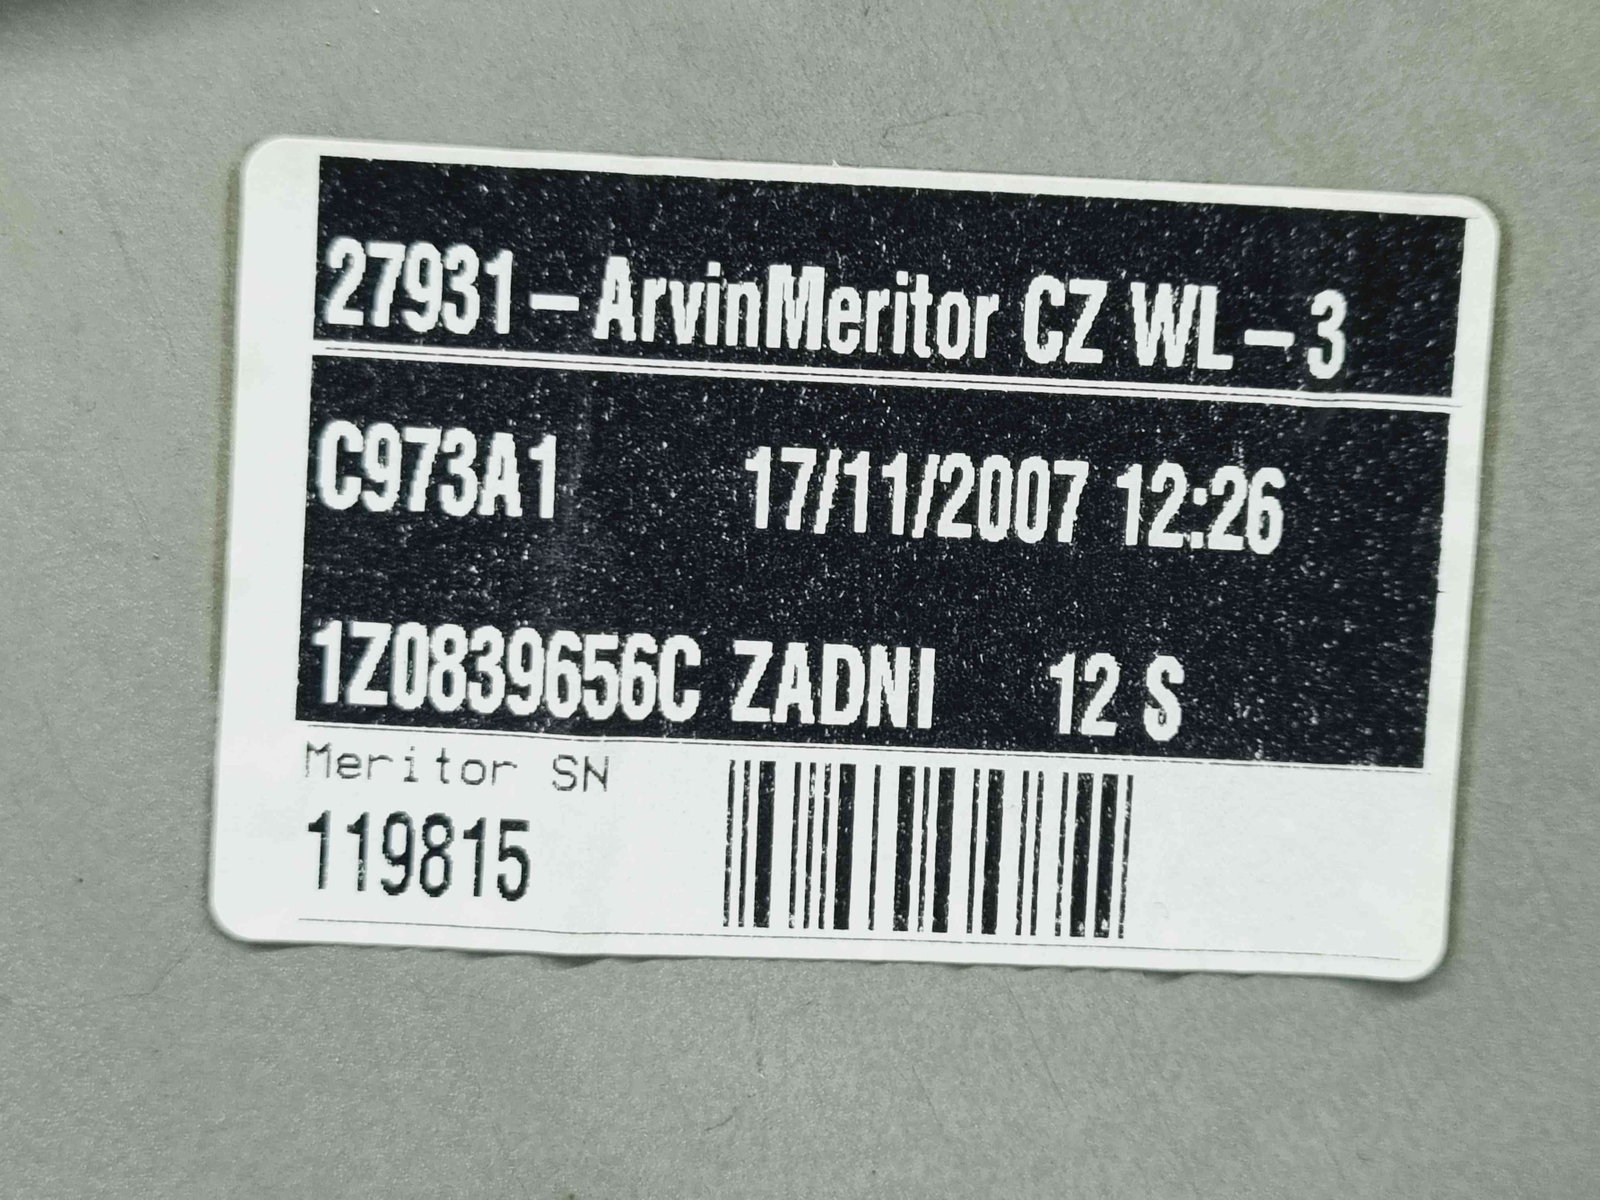 27931-ArvinMeritor CZ WL-3
C973A1 17/11/2007 12:26
1Z0839656C ZADNI 12 S
Meritor SN
119815